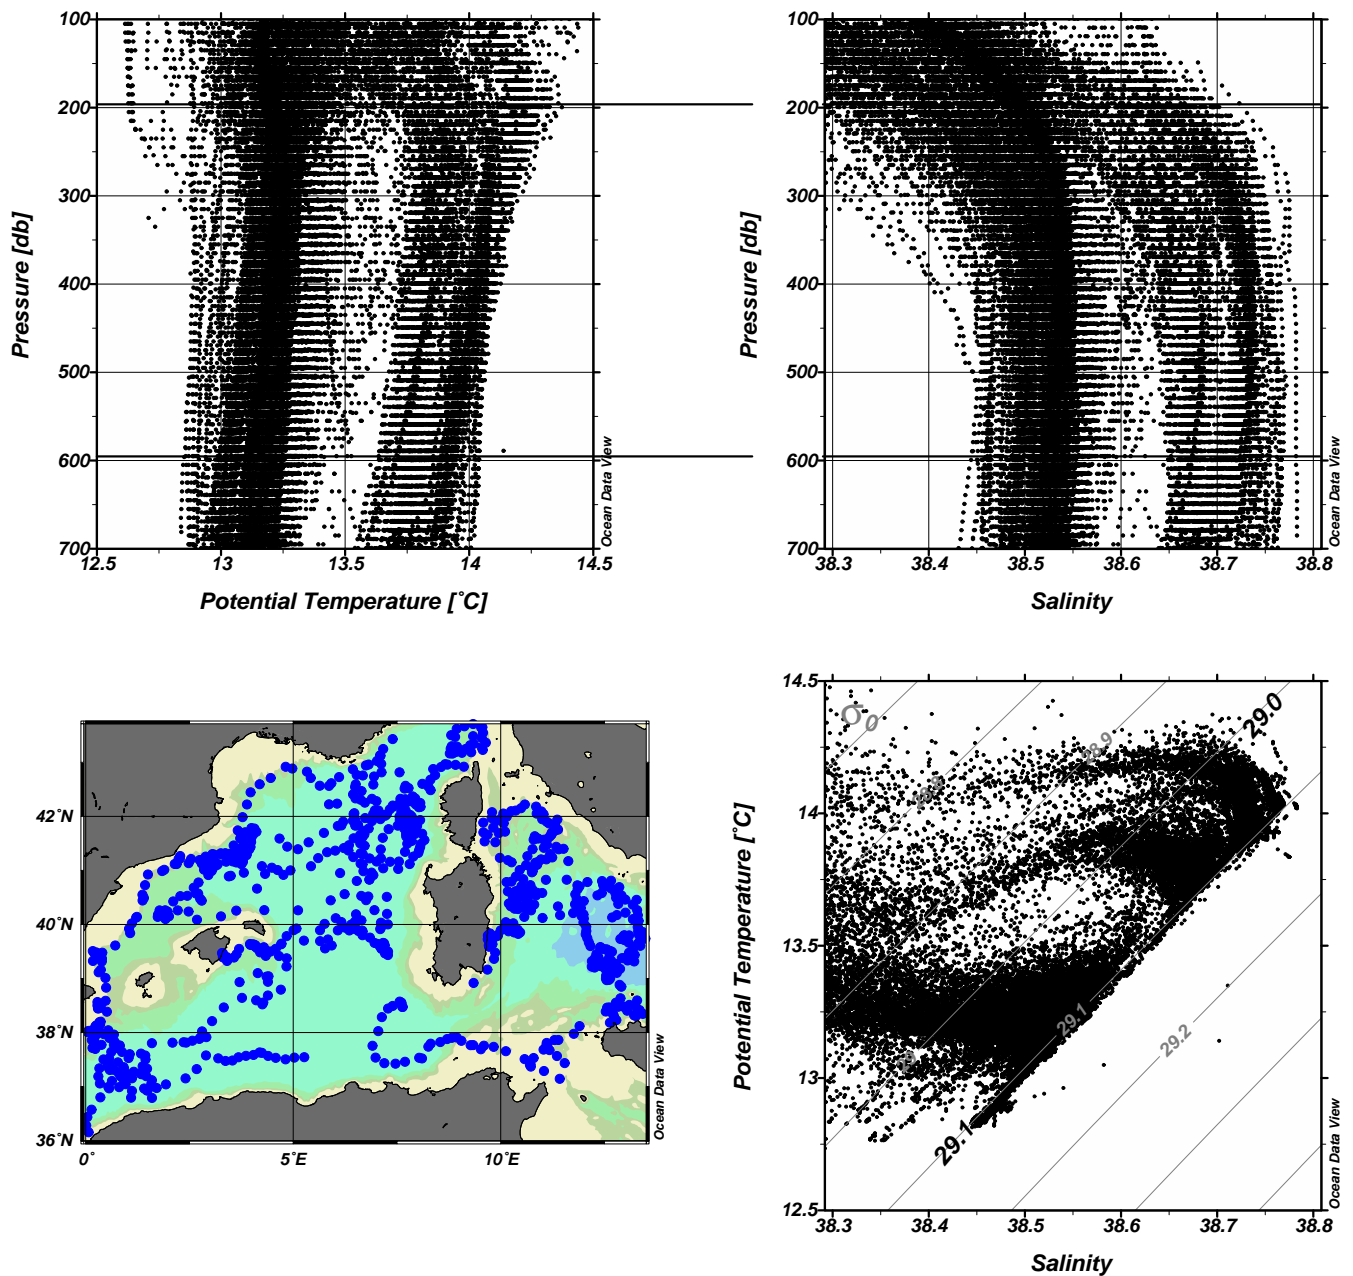 100
200
300
400
500
600
700
12.5 13 13.5 14 14.5
Pressure [db]
Potential Temperature [˚C]
Ocean Data View
100
200
300
400
500
600
700
38.3 38.4 38.5 38.6 38.7 38.8
Pressure [db]
Salinity
Ocean Data View
42˚N
40˚N
38˚N
36˚N
0˚ 5˚E 10˚E
Ocean Data View
14.5
14
13.5
13
12.5
38.3 38.4 38.5 38.6 38.7 38.8
Potential Temperature [˚C]
Salinity
σ0
28.9
29.0
29.1
29.2
29.1
Ocean Data View